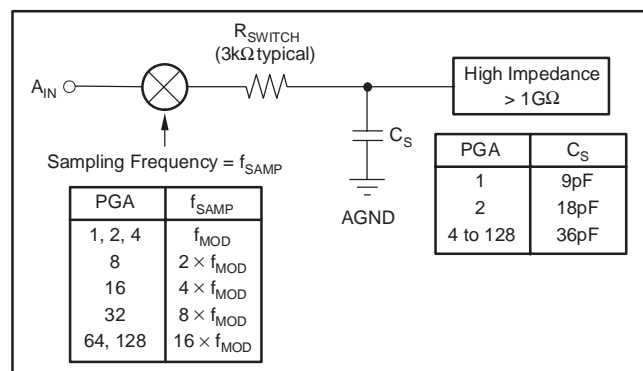 R_SWITCH
(3kΩ typical)
A_IN
High Impedance
> 1GΩ
C_S
AGND
Sampling Frequency = f_SAMP
PGA f_SAMP
1, 2, 4 f_MOD
8 2 × f_MOD
16 4 × f_MOD
32 8 × f_MOD
64, 128 16 × f_MOD
PGA C_S
1 9pF
2 18pF
4 to 128 36pF